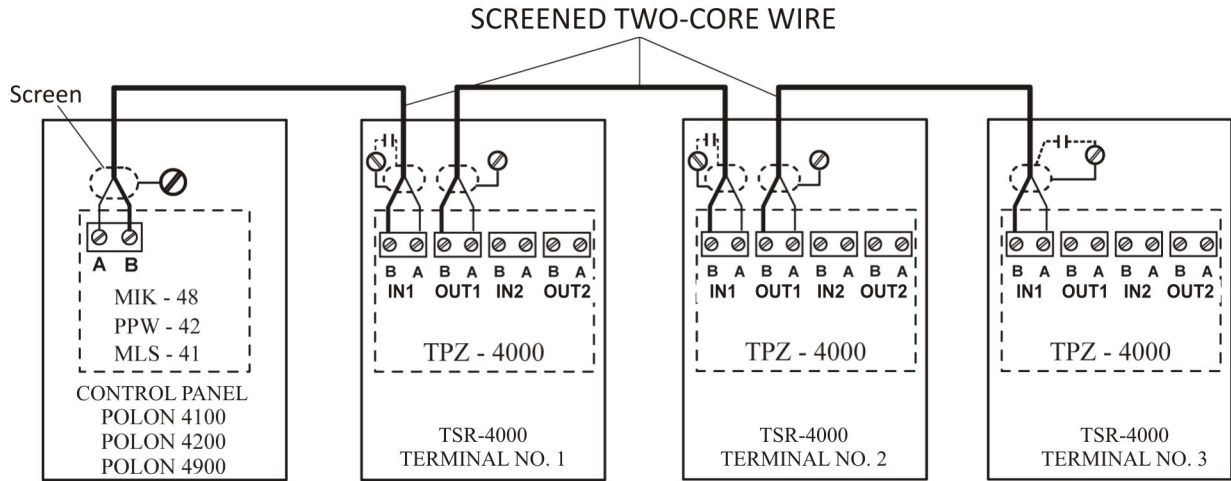 SCREENED TWO-CORE WIRE
Screen
A B
MIK - 48
PPW - 42
MLS - 41
CONTROL PANEL
POLON 4100
POLON 4200
POLON 4900
B A B A B A B A
IN1 OUT1 IN2 OUT2
TPZ - 4000
TSR-4000
TERMINAL NO. 1
B A B A B A B A
IN1 OUT1 IN2 OUT2
TPZ - 4000
TSR-4000
TERMINAL NO. 2
B A B A B A B A
IN1 OUT1 IN2 OUT2
TPZ - 4000
TSR-4000
TERMINAL NO. 3